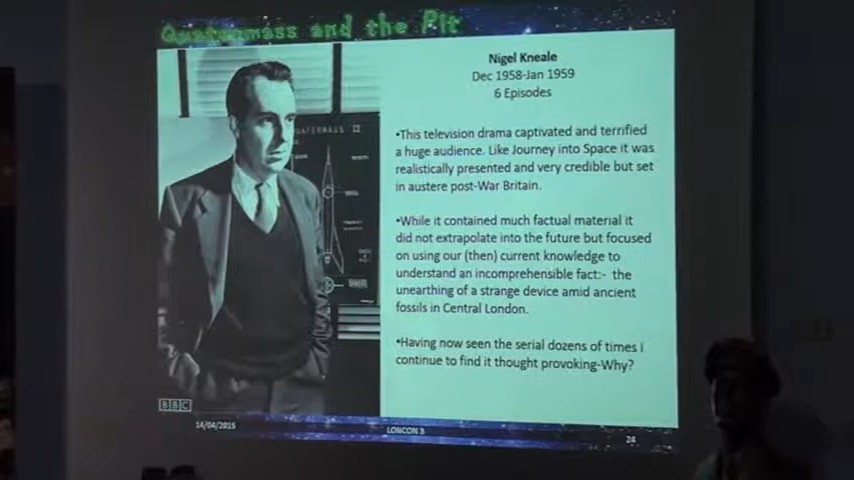 Quatermass and the Pit
Nigel Kneale
Dec 1958-Jan 1959
6 Episodes
•This television drama captivated and terrified
a huge audience. Like Journey into Space it was
realistically presented and very credible but set
in austere post-War Britain.
•While it contained much factual material it
did not extrapolate into the future but focused
on using our (then) current knowledge to
understand an incomprehensible fact:- the
unearthing of a strange device amid ancient
fossils in Central London.
•Having now seen the serial dozens of times I
continue to find it thought provoking-Why?
BBC
14/04/2015
LONCON 3
24